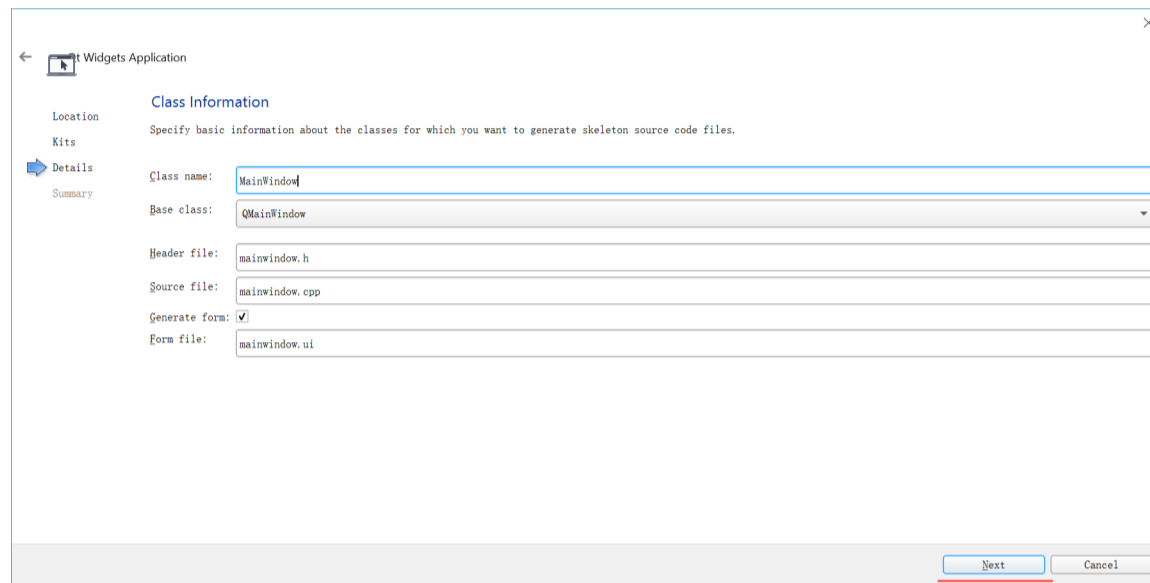 t Widgets Application
Class Information
Location
Specify basic information about the classes for which you want to generate skeleton source code files.
Kits
Details
Class name: MainWindow
Summary
Base class: QMainWindow
Header file: mainwindow.h
Source file: mainwindow.cpp
Generate form:
Form file: mainwindow.ui
Next Cancel